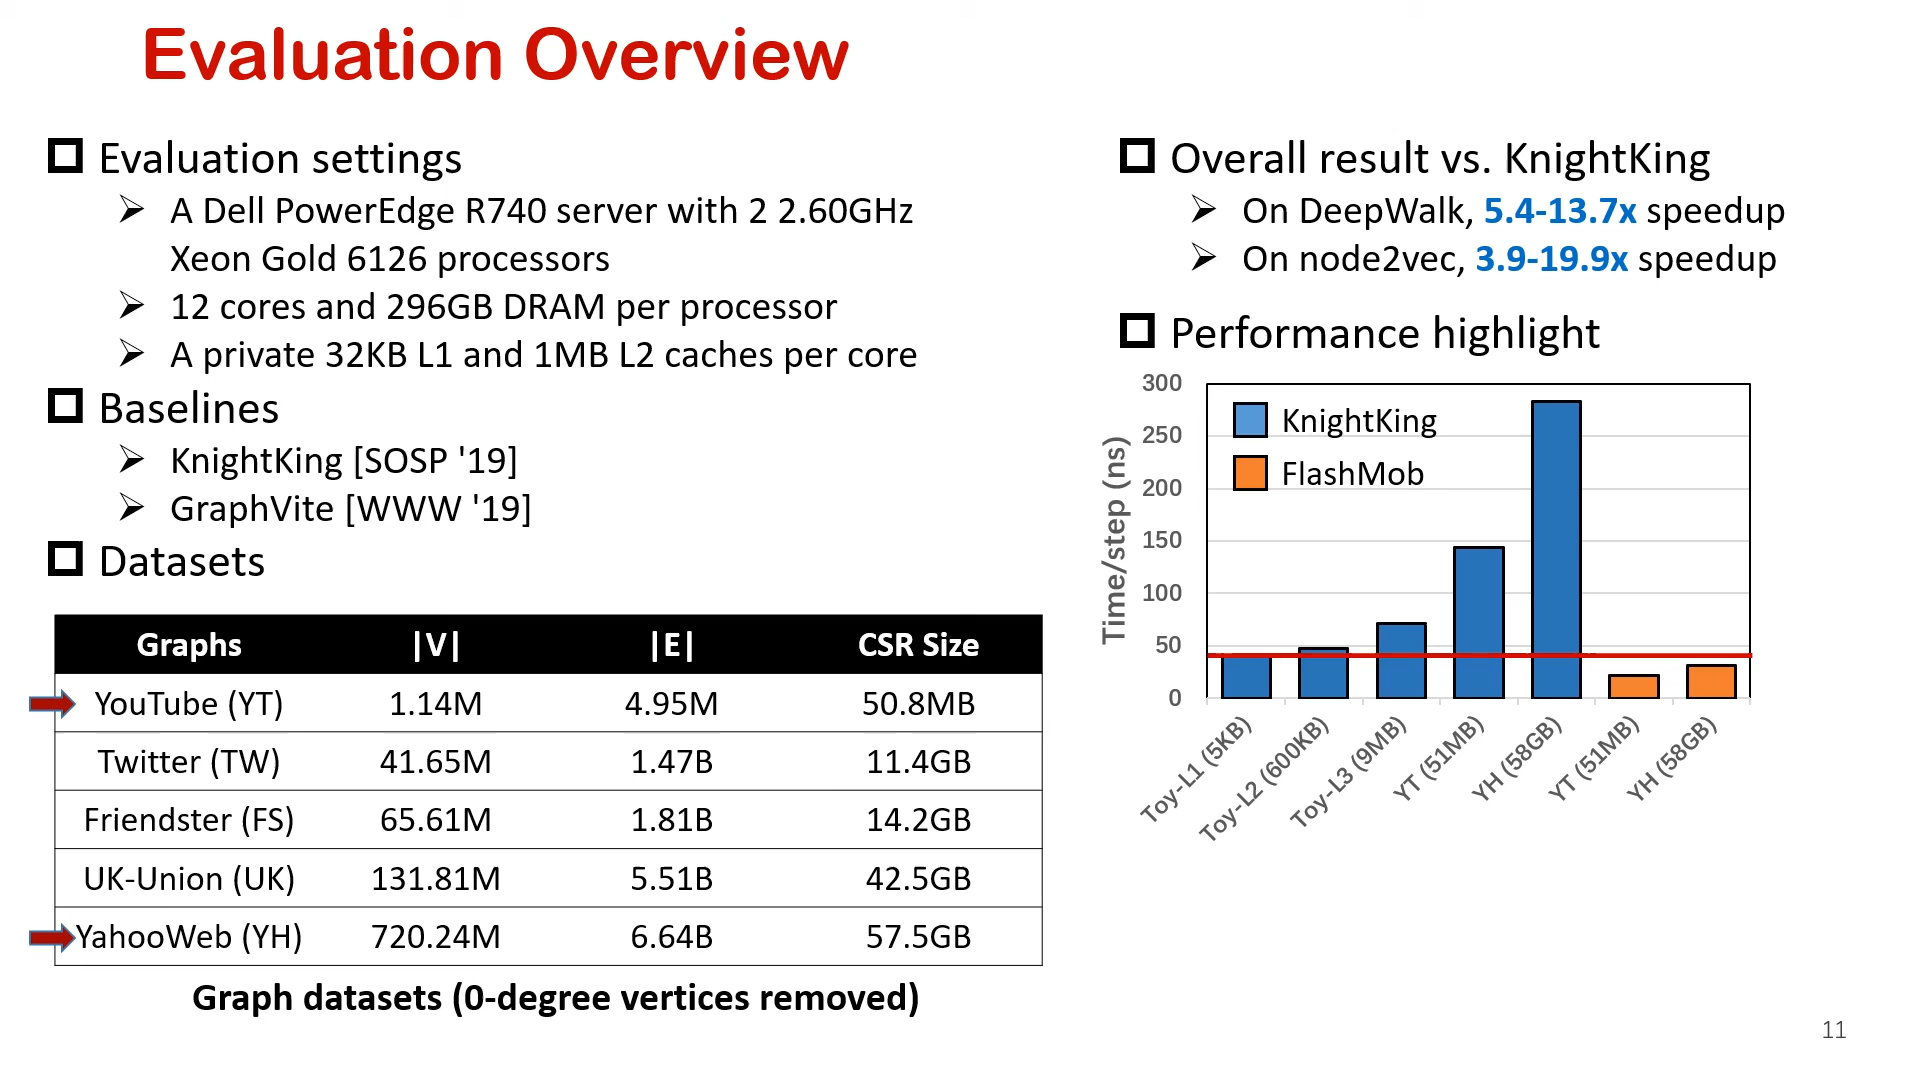 Evaluation Overview
Evaluation settings
A Dell PowerEdge R740 server with 2 2.60GHz
Xeon Gold 6126 processors
12 cores and 296GB DRAM per processor
A private 32KB L1 and 1MB L2 caches per core
Baselines
KnightKing [SOSP '19]
GraphVite [WWW '19]
Datasets
Graphs |V| |E| CSR Size
YouTube (YT) 1.14M 4.95M 50.8MB
Twitter (TW) 41.65M 1.47B 11.4GB
Friendster (FS) 65.61M 1.81B 14.2GB
UK-Union (UK) 131.81M 5.51B 42.5GB
YahooWeb (YH) 720.24M 6.64B 57.5GB
Graph datasets (0-degree vertices removed)
Overall result vs. KnightKing
On DeepWalk, 5.4-13.7x speedup
On node2vec, 3.9-19.9x speedup
Performance highlight
Time/step (ns)
300
250
200
150
100
50
0
KnightKing
FlashMob
Toy-L1 (5KB)
Toy-L2 (600KB)
Toy-L3 (9MB)
YT (51MB)
YH (58GB)
YT (51MB)
YH (58GB)
11